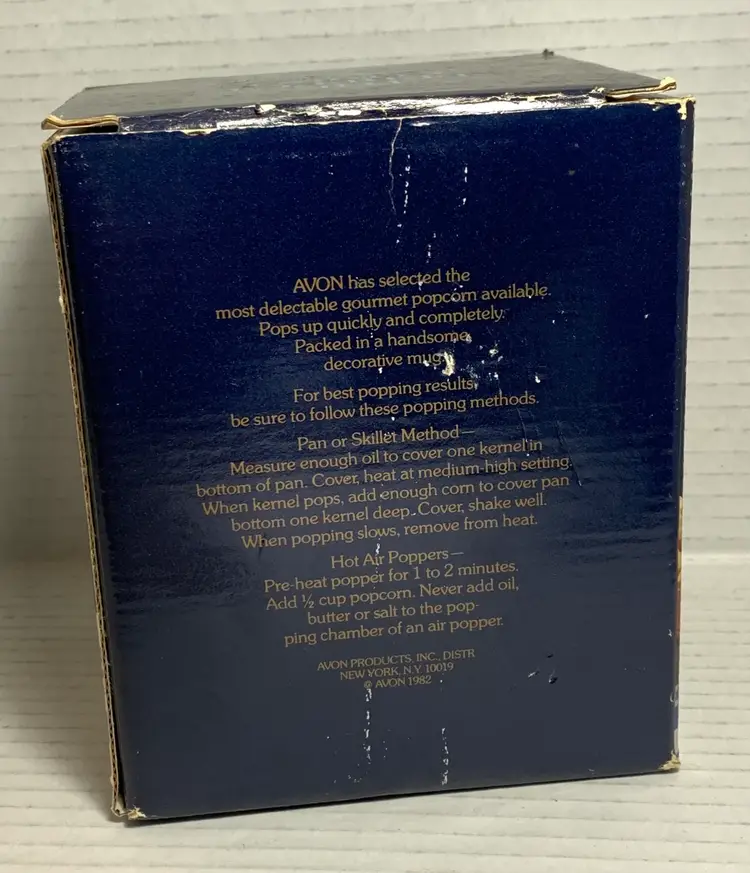 AVON has selected the
most delectable gourmet popcorn available.
Pops up quickly and completely.
Packed in a handsome
decorative mug.
For best popping results,
be sure to follow these popping methods.
Pan or Skillet Method—
Measure enough oil to cover one kernel in
bottom of pan. Cover, heat at medium-high setting.
When kernel pops, add enough corn to cover pan
bottom one kernel deep. Cover, shake well.
When popping slows, remove from heat.
Hot Air Poppers—
Pre-heat popper for 1 to 2 minutes.
Add ½ cup popcorn. Never add oil,
butter or salt to the pop-
ping chamber of an air popper.
AVON PRODUCTS, INC., DISTR
NEW YORK, N.Y. 10019
© AVON 1982